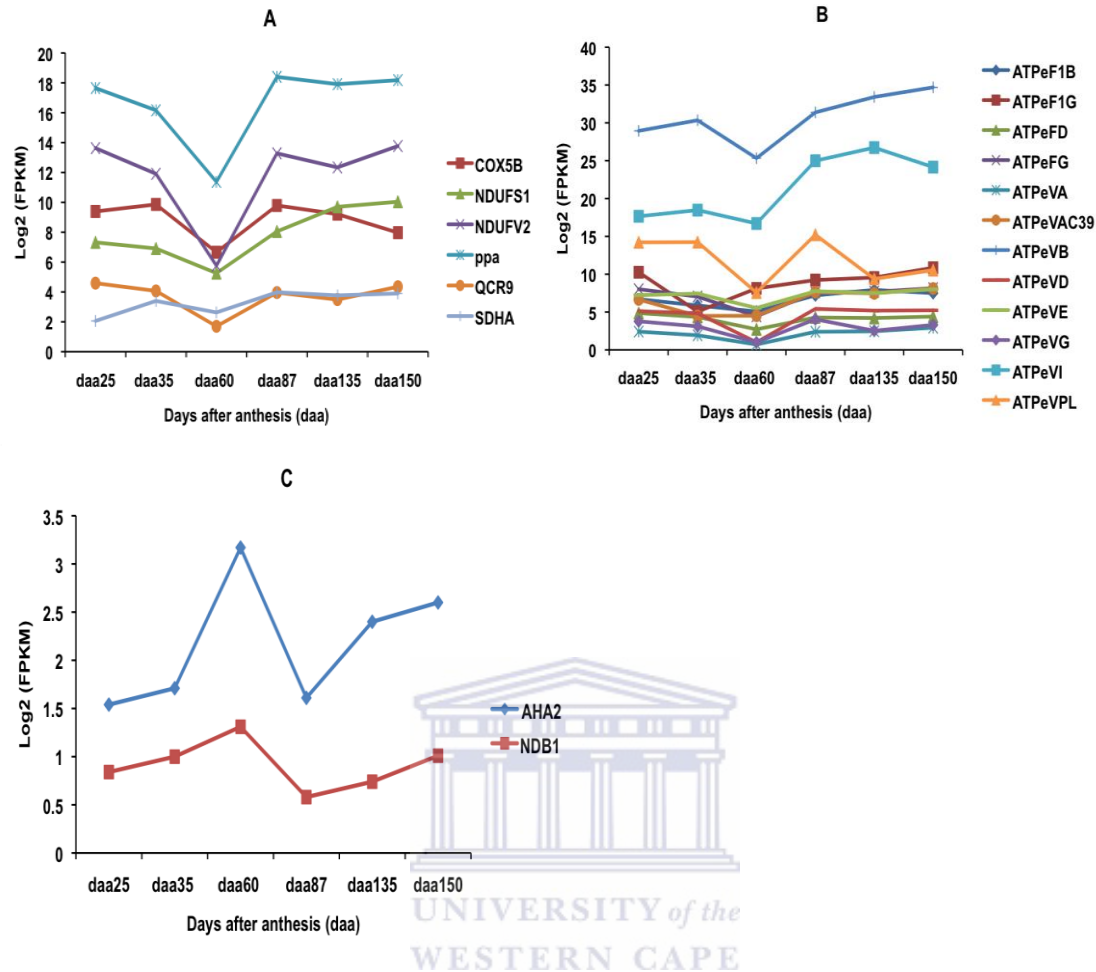 A
Log2 (FPKM)
20
18
16
14
12
10
8
6
4
2
0
daa25 daa35 daa60 daa87 daa135 daa150
Days after anthesis (daa)
COX5B
NDUFS1
NDUFV2
ppa
QCR9
SDHA
B
Log2 (FPKM)
40
35
30
25
20
15
10
5
0
daa25 daa35 daa60 daa87 daa135 daa150
Days after anthesis (daa)
ATPeF1B
ATPeF1G
ATPeFD
ATPeFG
ATPeVA
ATPeVAC39
ATPeVB
ATPeVD
ATPeVE
ATPeVG
ATPeVI
ATPeVPL
C
Log2 (FPKM)
3.5
3
2.5
2
1.5
1
0.5
0
daa25 daa35 daa60 daa87 daa135 daa150
Days after anthesis (daa)
AHA2
NDB1
UNIVERSITY of the
WESTERN CAPE